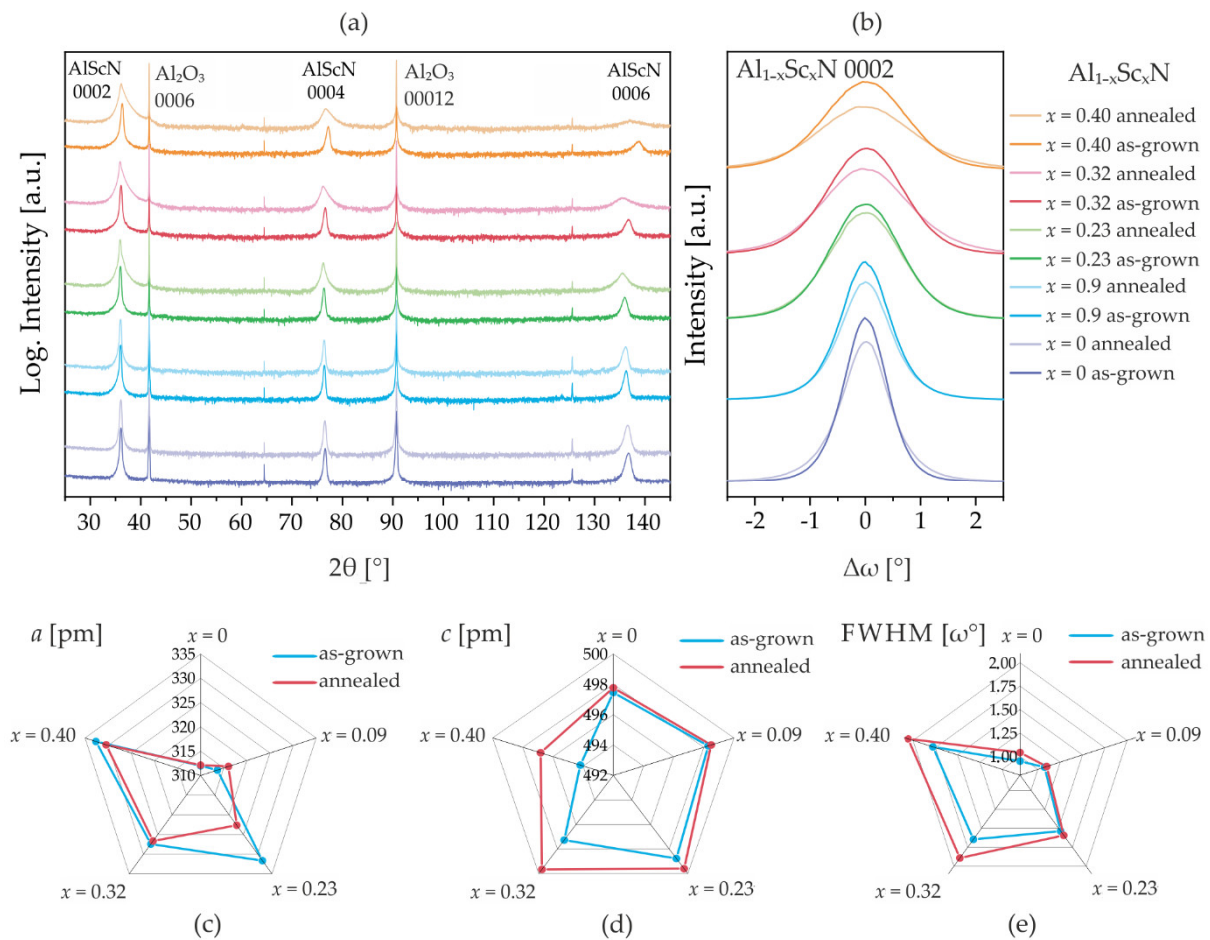 (a)
(b)
AlScN
0002
Al₂O₃
0006
AlScN
0004
Al₂O₃
00012
AlScN
0006
Log. Intensity [a.u.]
30 40 50 60 70 80 90 100 110 120 130 140
2θ [°]
Al₁₋ₓScₓN 0002
Intensity [a.u.]
-2 -1 0 1 2
Δω [°]
Al₁₋ₓScₓN
x = 0.40 annealed
x = 0.40 as-grown
x = 0.32 annealed
x = 0.32 as-grown
x = 0.23 annealed
x = 0.23 as-grown
x = 0.9 annealed
x = 0.9 as-grown
x = 0 annealed
x = 0 as-grown
a [pm]
x = 0
335
330
325
320
315
310
as-grown
annealed
x = 0.40
x = 0.09
x = 0.32
x = 0.23
(c)
c [pm]
x = 0
500
498
496
494
492
as-grown
annealed
x = 0.40
x = 0.09
x = 0.32
x = 0.23
(d)
FWHM [ω°]
x = 0
2.00
1.75
1.50
1.25
1.00
as-grown
annealed
x = 0.40
x = 0.09
x = 0.32
x = 0.23
(e)